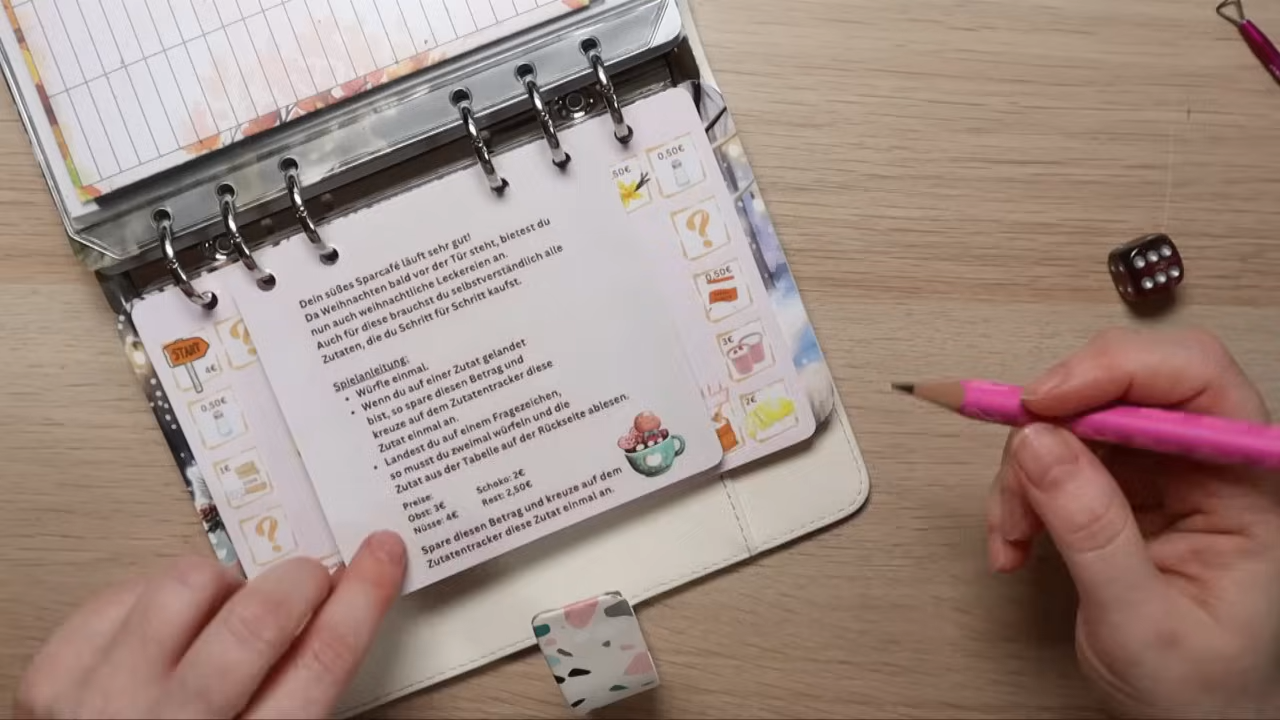 Dein süßes Sparcafé läuft sehr gut!
Da Weihnachten bald vor der Tür steht, bietest du
nun auch weihnachtliche Leckereien an.
Auch für diese brauchst du selbstverständlich alle
Zutaten, die du Schritt für Schritt kaufst.
Spielanleitung:
• Würfle einmal.
• Wenn du auf einer Zutat gelandet
bist, so spare diesen Betrag und
kreuze auf dem Zutatentracker diese
Zutat einmal an.
• Landest du auf einem Fragezeichen,
so musst du zweimal würfeln und die
Zutat aus der Tabelle auf der Rückseite ablesen.
Preise:
Obst: 3€
Nüsse: 4€
Schoko: 2€
Rest: 2,50€
Spare diesen Betrag und kreuze auf dem
Zutatentracker diese Zutat einmal an.
START
4€
?
0,50€
1€
?
50€
0,50€
?
0,50€
3€
2€